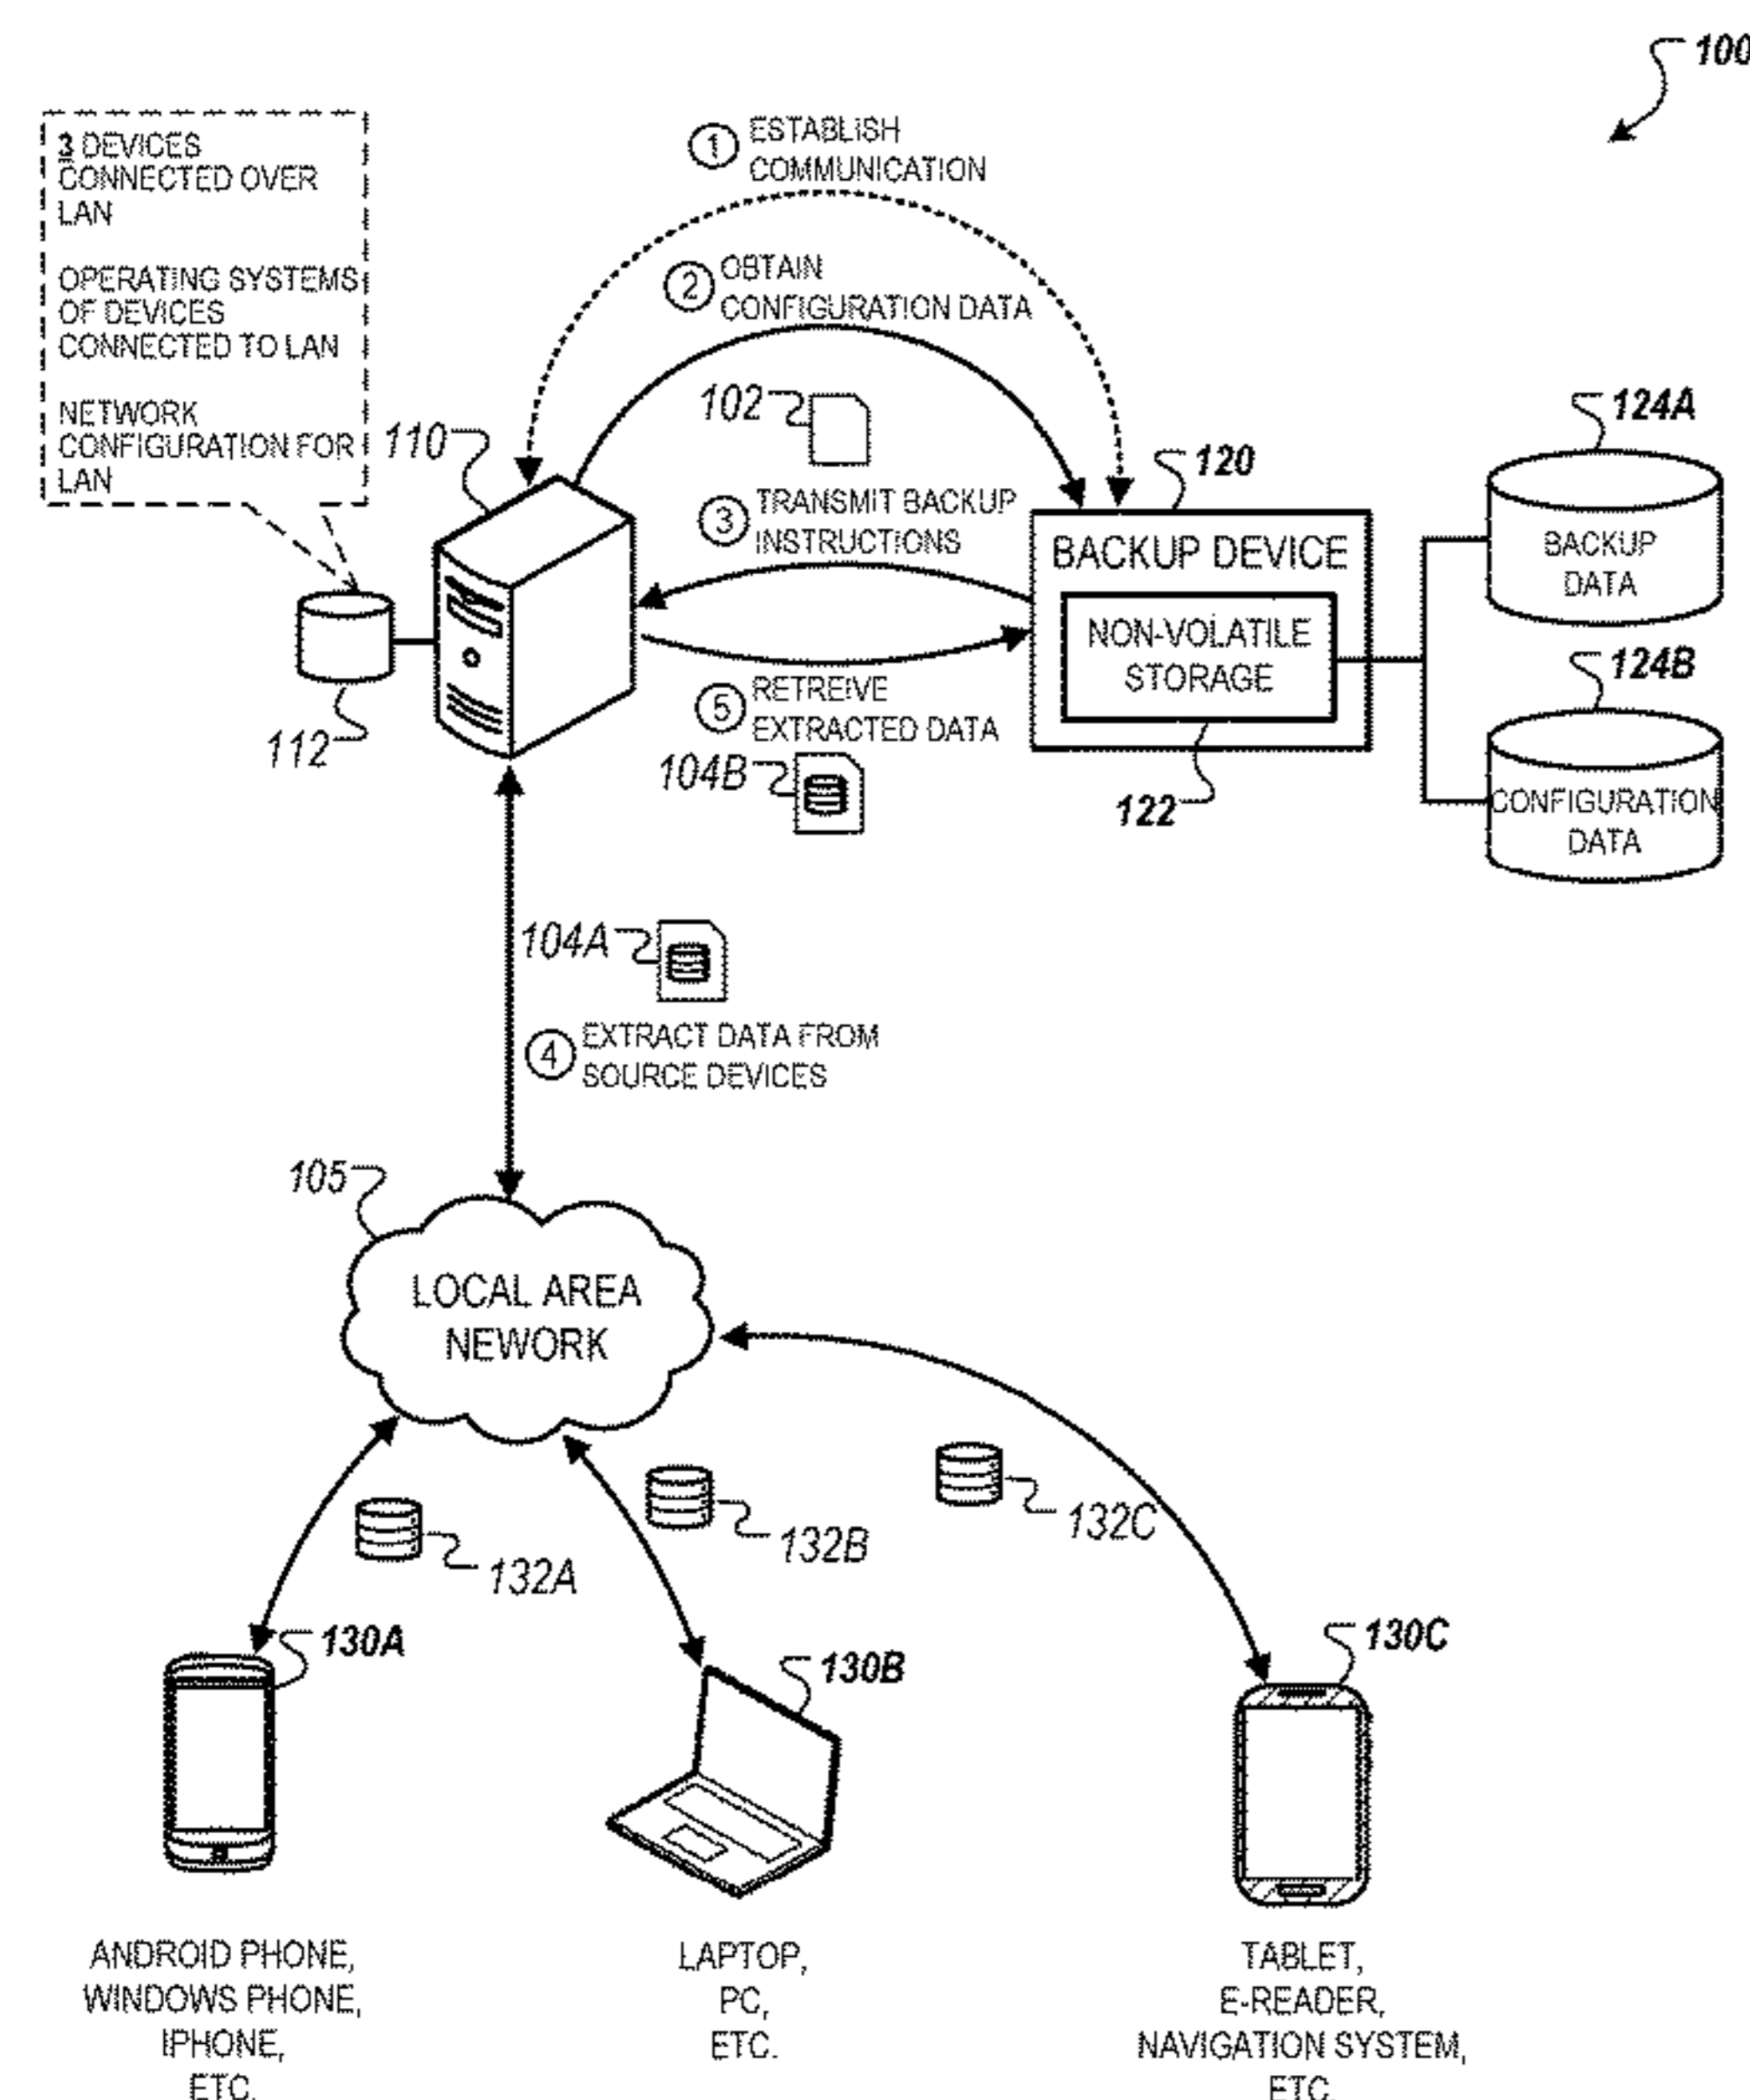 100
3 DEVICES
CONNECTED OVER
LAN
OPERATING SYSTEMS
OF DEVICES
CONNECTED TO LAN
NETWORK
CONFIGURATION FOR
LAN
1 ESTABLISH
COMMUNICATION
2 OBTAIN
CONFIGURATION DATA
102
110
3 TRANSMIT BACKUP
INSTRUCTIONS
120
BACKUP DEVICE
NON-VOLATILE
STORAGE
122
124A
BACKUP
DATA
124B
CONFIGURATION
DATA
112
5 RETREIVE
EXTRACTED DATA
104B
104A
4 EXTRACT DATA FROM
SOURCE DEVICES
105
LOCAL AREA
NEWORK
132A
132B
132C
130A
130B
130C
ANDROID PHONE,
WINDOWS PHONE,
IPHONE,
ETC.
LAPTOP,
PC,
ETC.
TABLET,
E-READER,
NAVIGATION SYSTEM,
ETC.